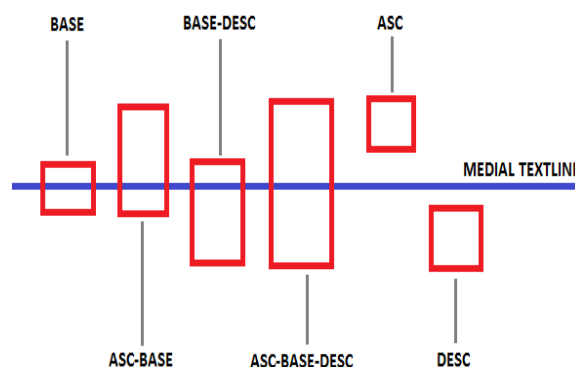 BASE
BASE-DESC
ASC
MEDIAL TEXTLINE
ASC-BASE
ASC-BASE-DESC
DESC